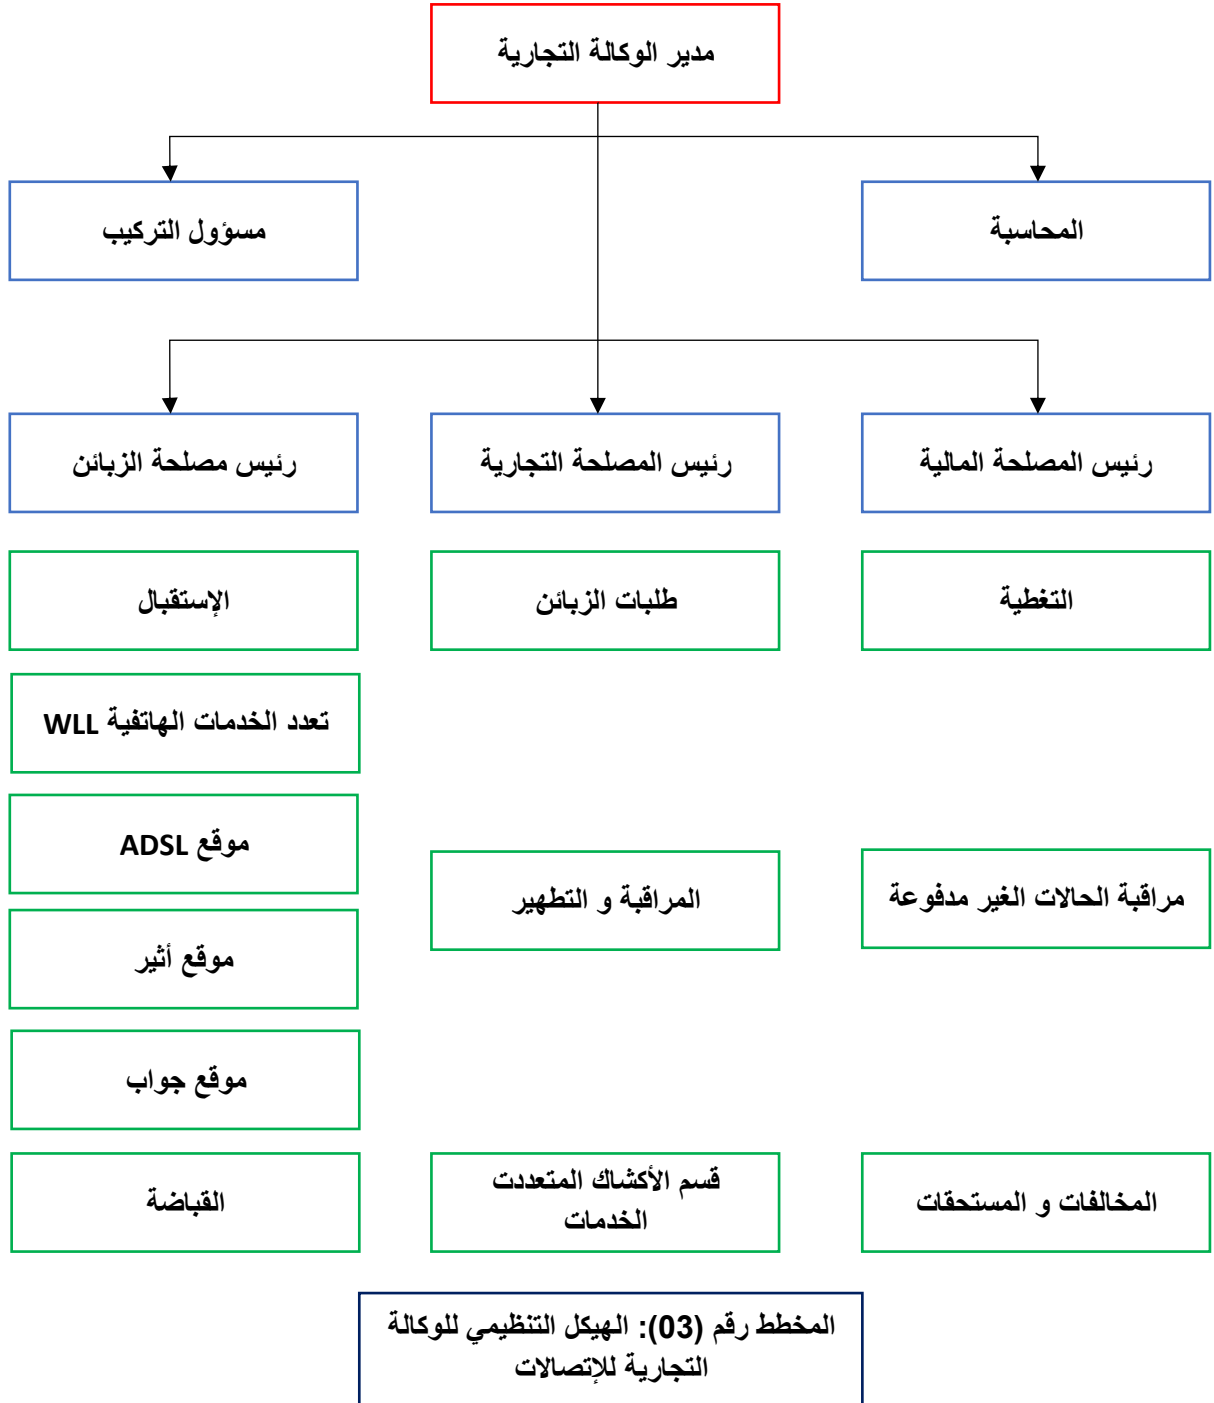 مدير الوكالة التجارية
المحاسبة
مسؤول التركيب
رئيس المصلحة المالية
رئيس المصلحة التجارية
رئيس مصلحة الزبائن
التغطية
طلبات الزبائن
الإستقبال
تعدد الخدمات الهاتفية WLL
موقع ADSL
مراقبة الحالات الغير مدفوعة
المراقبة و التطهير
موقع أثير
موقع جواب
المخالفات و المستحقات
قسم الأكشاك المتعددت
الخدمات
القباضة
المخطط رقم (03): الهيكل التنظيمي للوكالة
التجارية للإتصالات